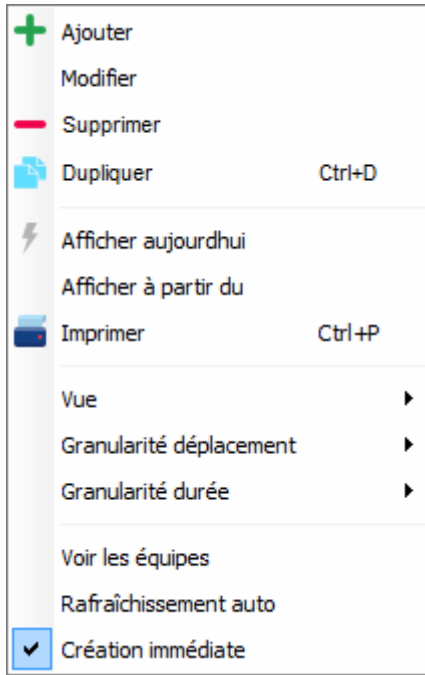 Ajouter
Modifier
Supprimer
Dupliquer Ctrl+D
Afficher aujourdhui
Afficher à partir du
Imprimer Ctrl+P
Vue
Granularité déplacement
Granularité durée
Voir les équipes
Rafraîchissement auto
Création immédiate